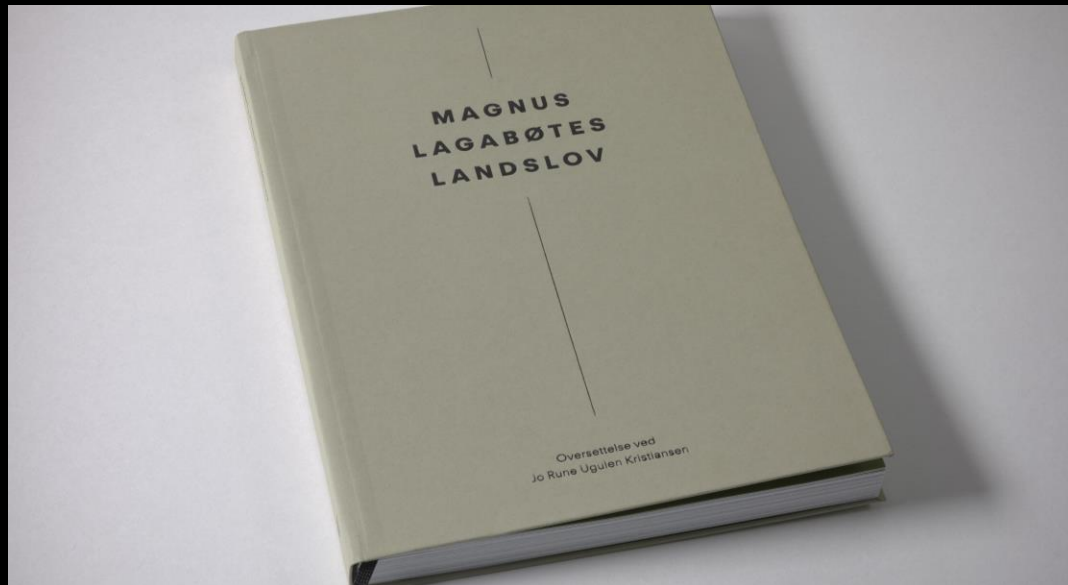 MAGNUS
LAGABØTES
LANDSLOV
Oversettelse ved
Jo Rune Ugulen Kristiansen